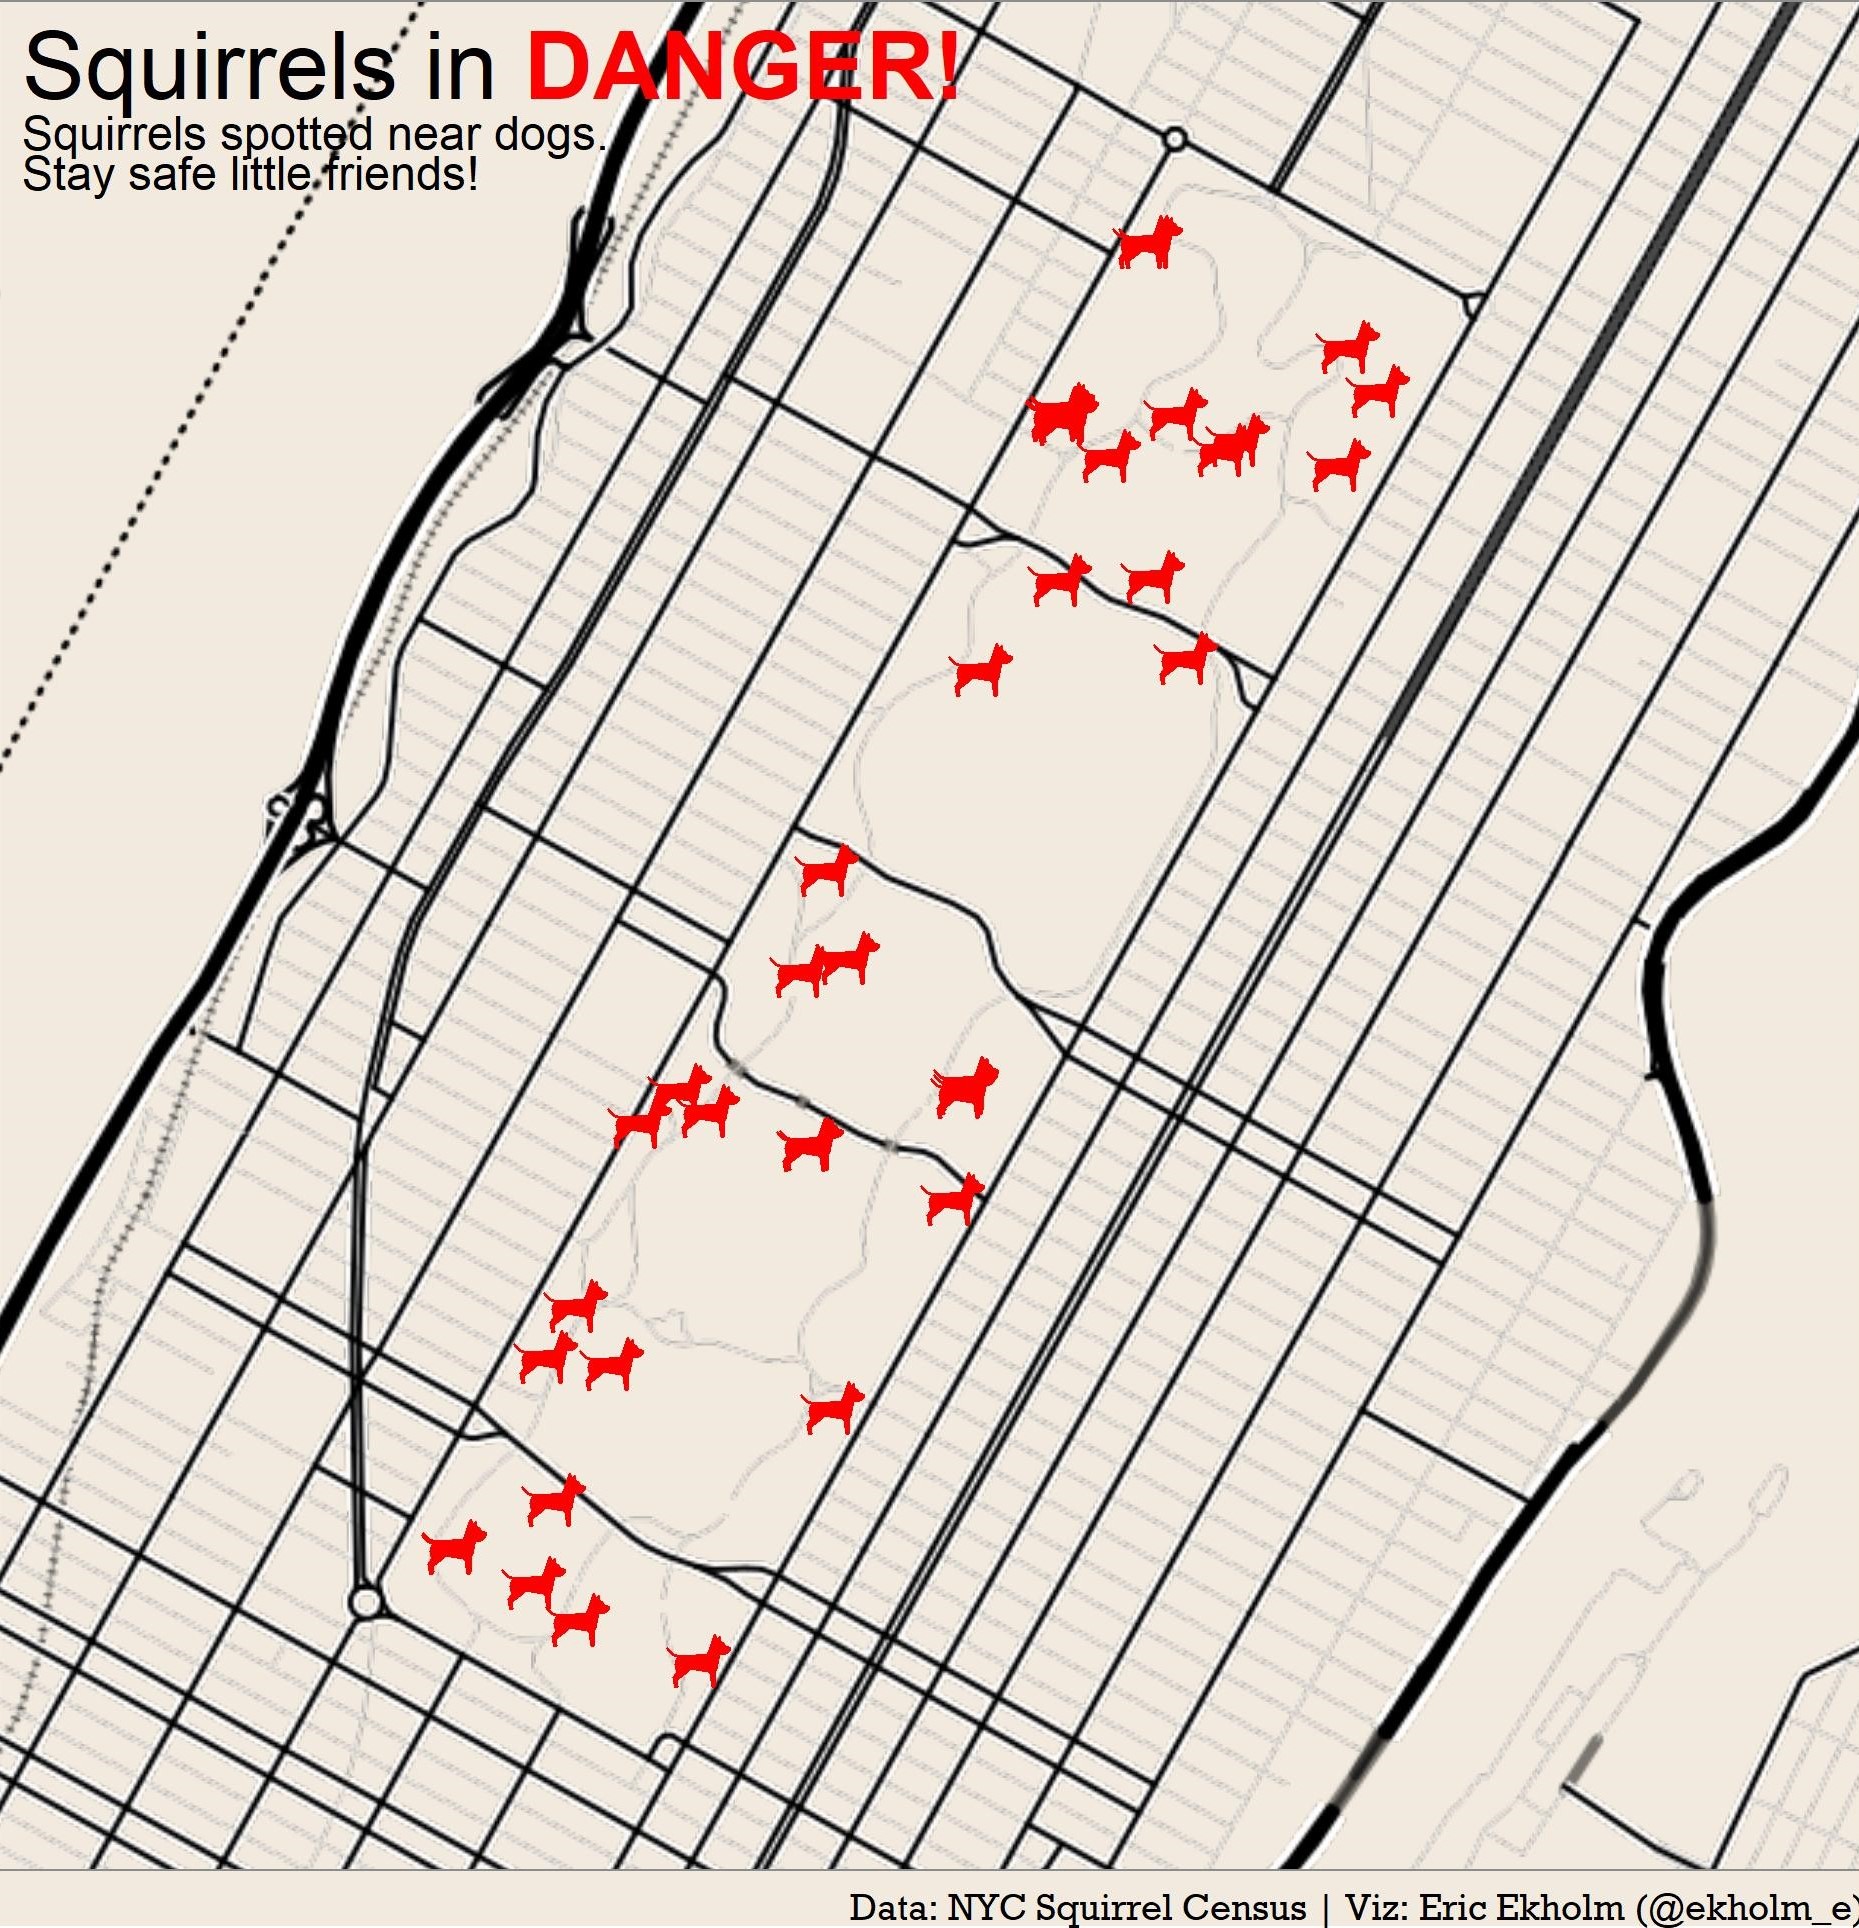 Squirrels in DANGER!
Squirrels spotted near dogs.
Stay safe little friends!
Data: NYC Squirrel Census | Viz: Eric Ekholm (@ekholm_e)